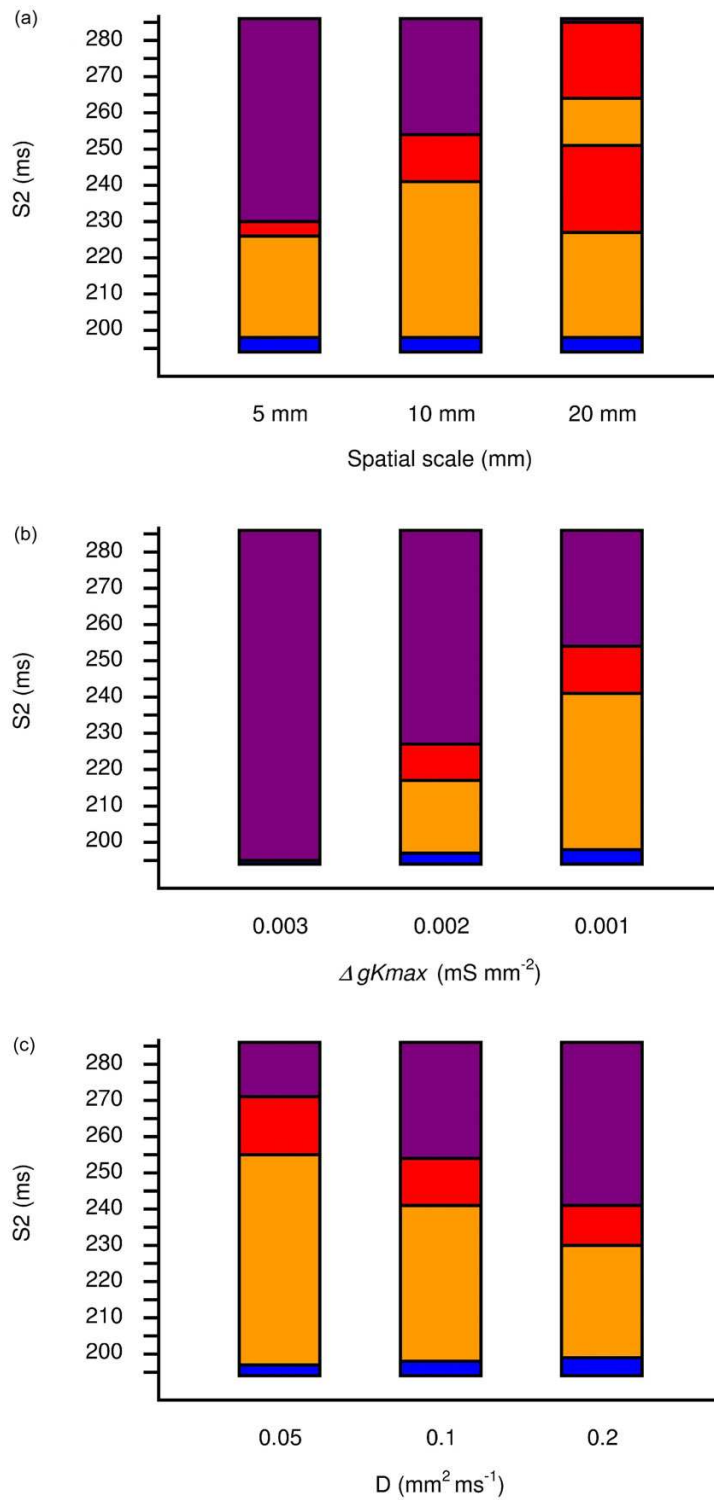 (a)
280
270
260
250
240
230
220
210
200
S2 (ms)
5 mm 10 mm 20 mm
Spatial scale (mm)
(b)
280
270
260
250
240
230
220
210
200
S2 (ms)
0.003 0.002 0.001
Δ gKmax (mS mm⁻²)
(c)
280
270
260
250
240
230
220
210
200
S2 (ms)
0.05 0.1 0.2
D (mm² ms⁻¹)